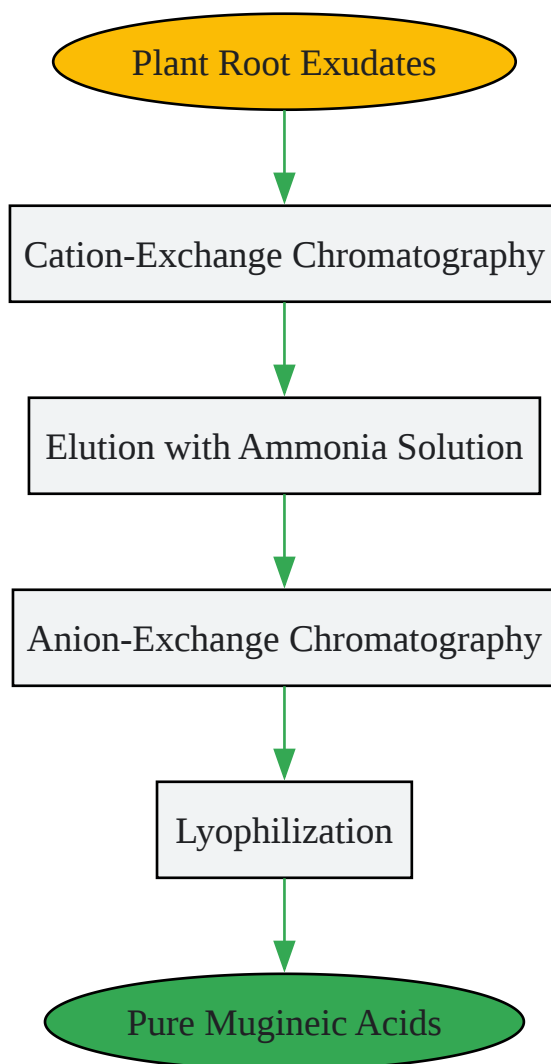 Plant Root Exudates
Cation-Exchange Chromatography
Elution with Ammonia Solution
Anion-Exchange Chromatography
Lyophilization
Pure Mugineic Acids